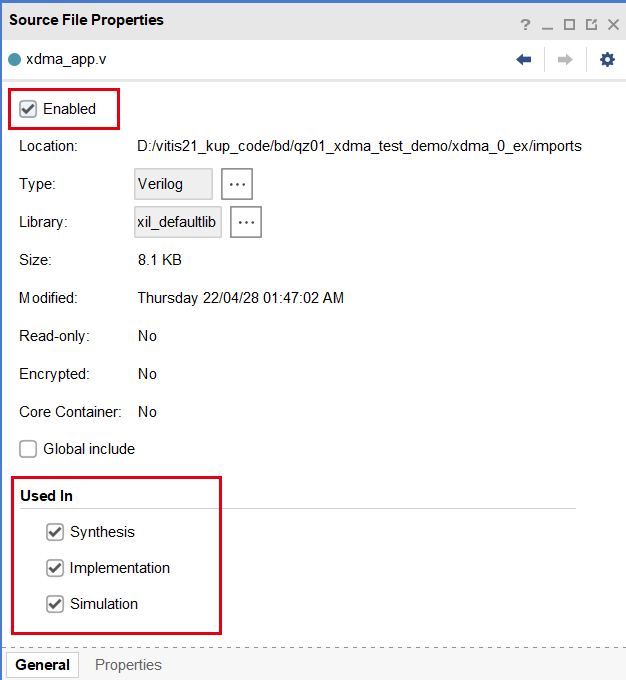 Source File Properties
?
xdma_app.v
Enabled
Location: D:/vitis21_kup_code/bd/qz01_xdma_test_demo/xdma_0_ex/imports
Type: Verilog ...
Library: xil_defaultlib ...
Size: 8.1 KB
Modified: Thursday 22/04/28 01:47:02 AM
Read-only: No
Encrypted: No
Core Container: No
Global include
Used In
Synthesis
Implementation
Simulation
General Properties